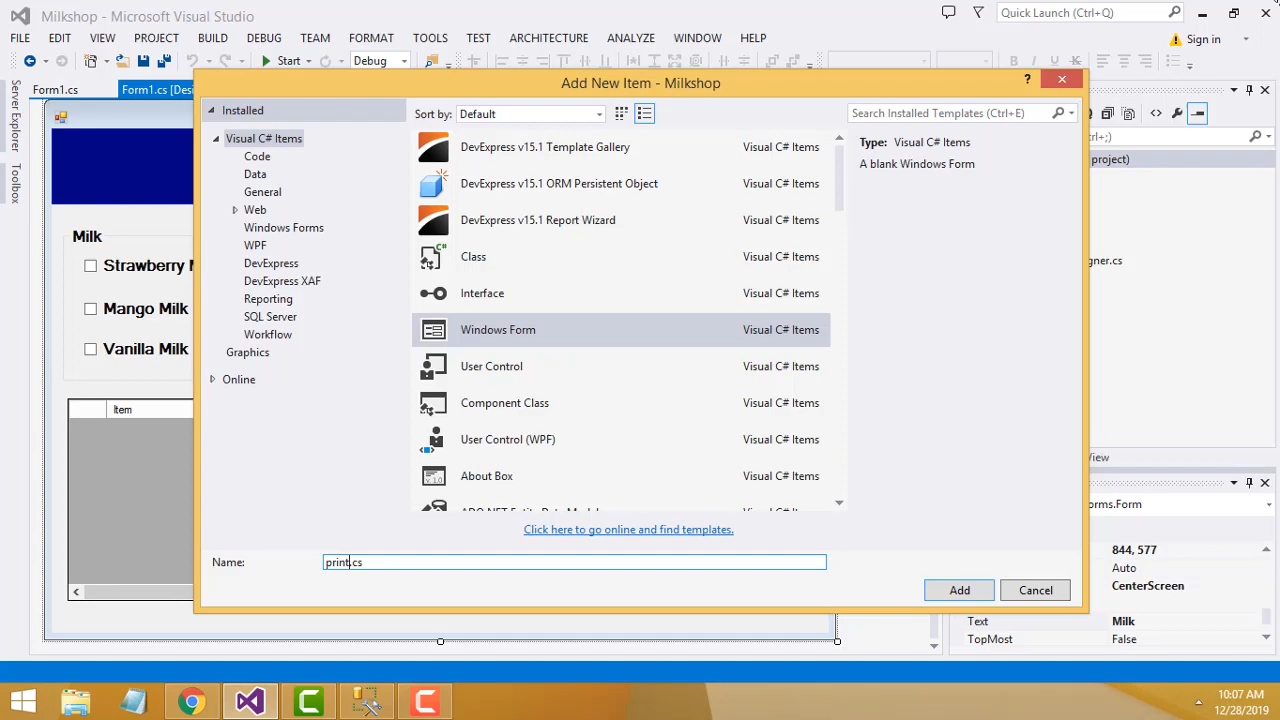 Milkshop - Microsoft Visual Studio
Quick Launch (Ctrl+Q)
FILE EDIT VIEW PROJECT BUILD DEBUG TEAM FORMAT TOOLS TEST ARCHITECTURE ANALYZE WINDOW HELP
Sign in
Start Debug
Form1.cs Form1.cs [Des
Add New Item - Milkshop
?
Server Explorer
Toolbox
Installed
Sort by: Default
Search Installed Templates (Ctrl+E)
Visual C# Items
Code
Data
General
Web
Windows Forms
WPF
DevExpress
DevExpress XAF
Reporting
SQL Server
Workflow
Graphics
Online
DevExpress v15.1 Template Gallery Visual C# Items
DevExpress v15.1 ORM Persistent Object Visual C# Items
DevExpress v15.1 Report Wizard Visual C# Items
Class Visual C# Items
Interface Visual C# Items
Windows Form Visual C# Items
User Control Visual C# Items
Component Class Visual C# Items
User Control (WPF) Visual C# Items
About Box Visual C# Items
Type: Visual C# Items
A blank Windows Form
Click here to go online and find templates.
Name: print.cs
Add Cancel
Milk
Strawberry M
Mango Milk
Vanilla Milk
Item
+;)
project)
gner.cs
View
orms.Form
844, 577
Auto
CenterScreen
Text Milk
TopMost False
10:07 AM
12/28/2019